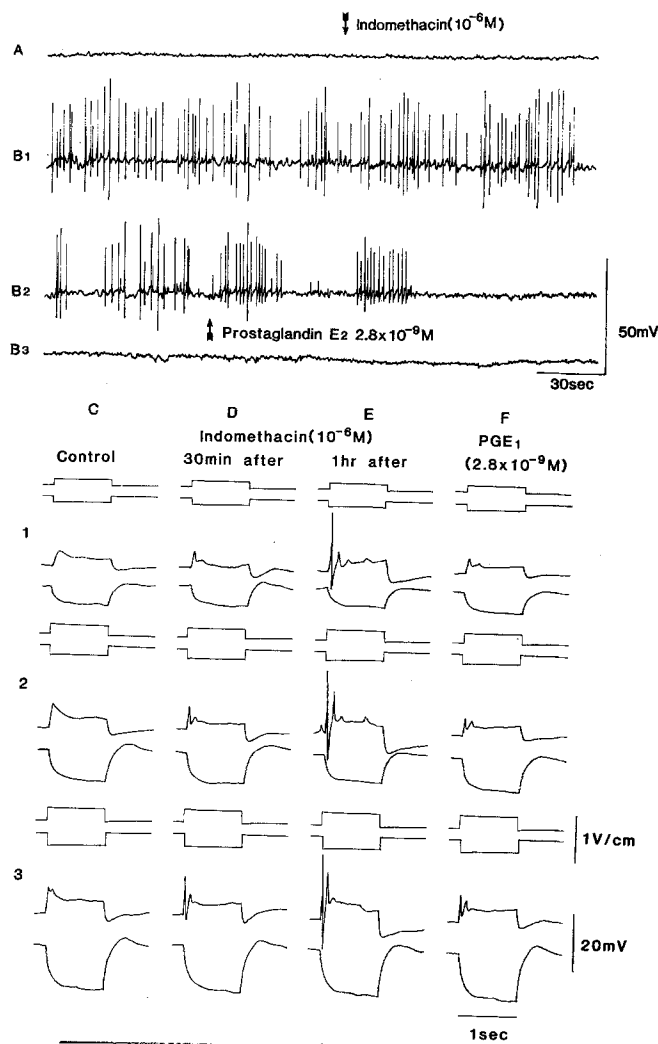 Indomethacin(10⁻⁶M)
A
B1
B2
50mV
Prostaglandin E2 2.8x10⁻⁹M
B3
30sec
C D E F
Indomethacin(10⁻⁶M)
PGE₁
Control 30min after 1hr after (2.8x10⁻⁹M)
1
2
1V/cm
3
20mV
1sec